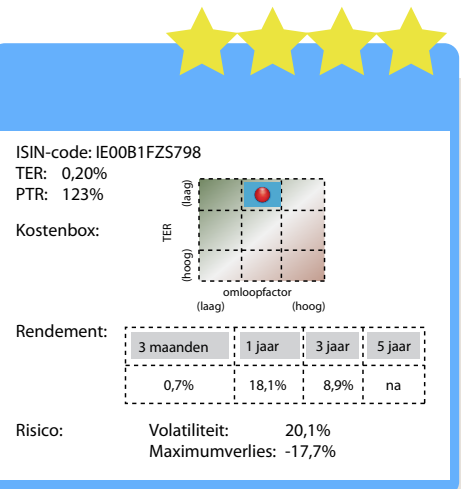 ISIN-code: IE00B1FZS798
TER: 0,20%
PTR: 123%
Kostenbox:
TER
(laag)
(hoog)
omloopfactor
(laag) (hoog)
Rendement:
3 maanden 1 jaar 3 jaar 5 jaar
0,7% 18,1% 8,9% na
Risico: Volatiliteit: 20,1%
Maximumverlies: -17,7%